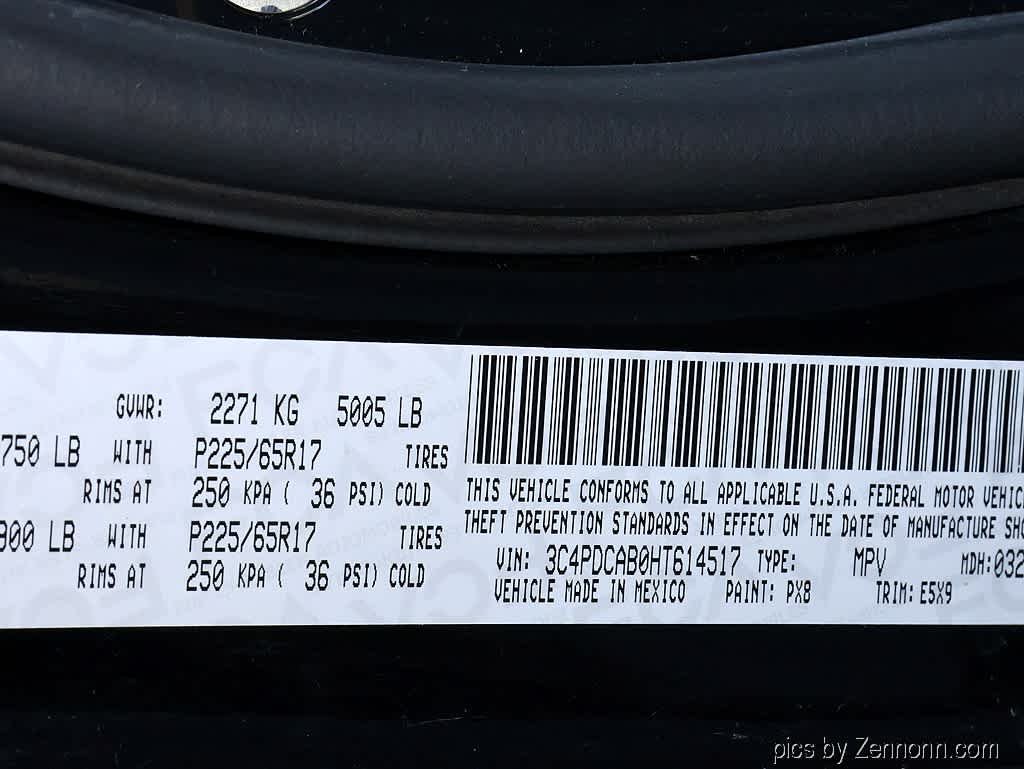 GVWR: 2271 KG 5005 LB
750 LB WITH P225/65R17 TIRES
RIMS AT 250 KPA ( 36 PSI) COLD
900 LB WITH P225/65R17 TIRES
RIMS AT 250 KPA ( 36 PSI) COLD
THIS VEHICLE CONFORMS TO ALL APPLICABLE U.S.A. FEDERAL MOTOR VEHIC
THEFT PREVENTION STANDARDS IN EFFECT ON THE DATE OF MANUFACTURE SHO
VIN: 3C4PDCAB0HT614517 TYPE: MPV MDH:032
VEHICLE MADE IN MEXICO PAINT: PX8 TRIM: E5X9
pics by Zennonn.com